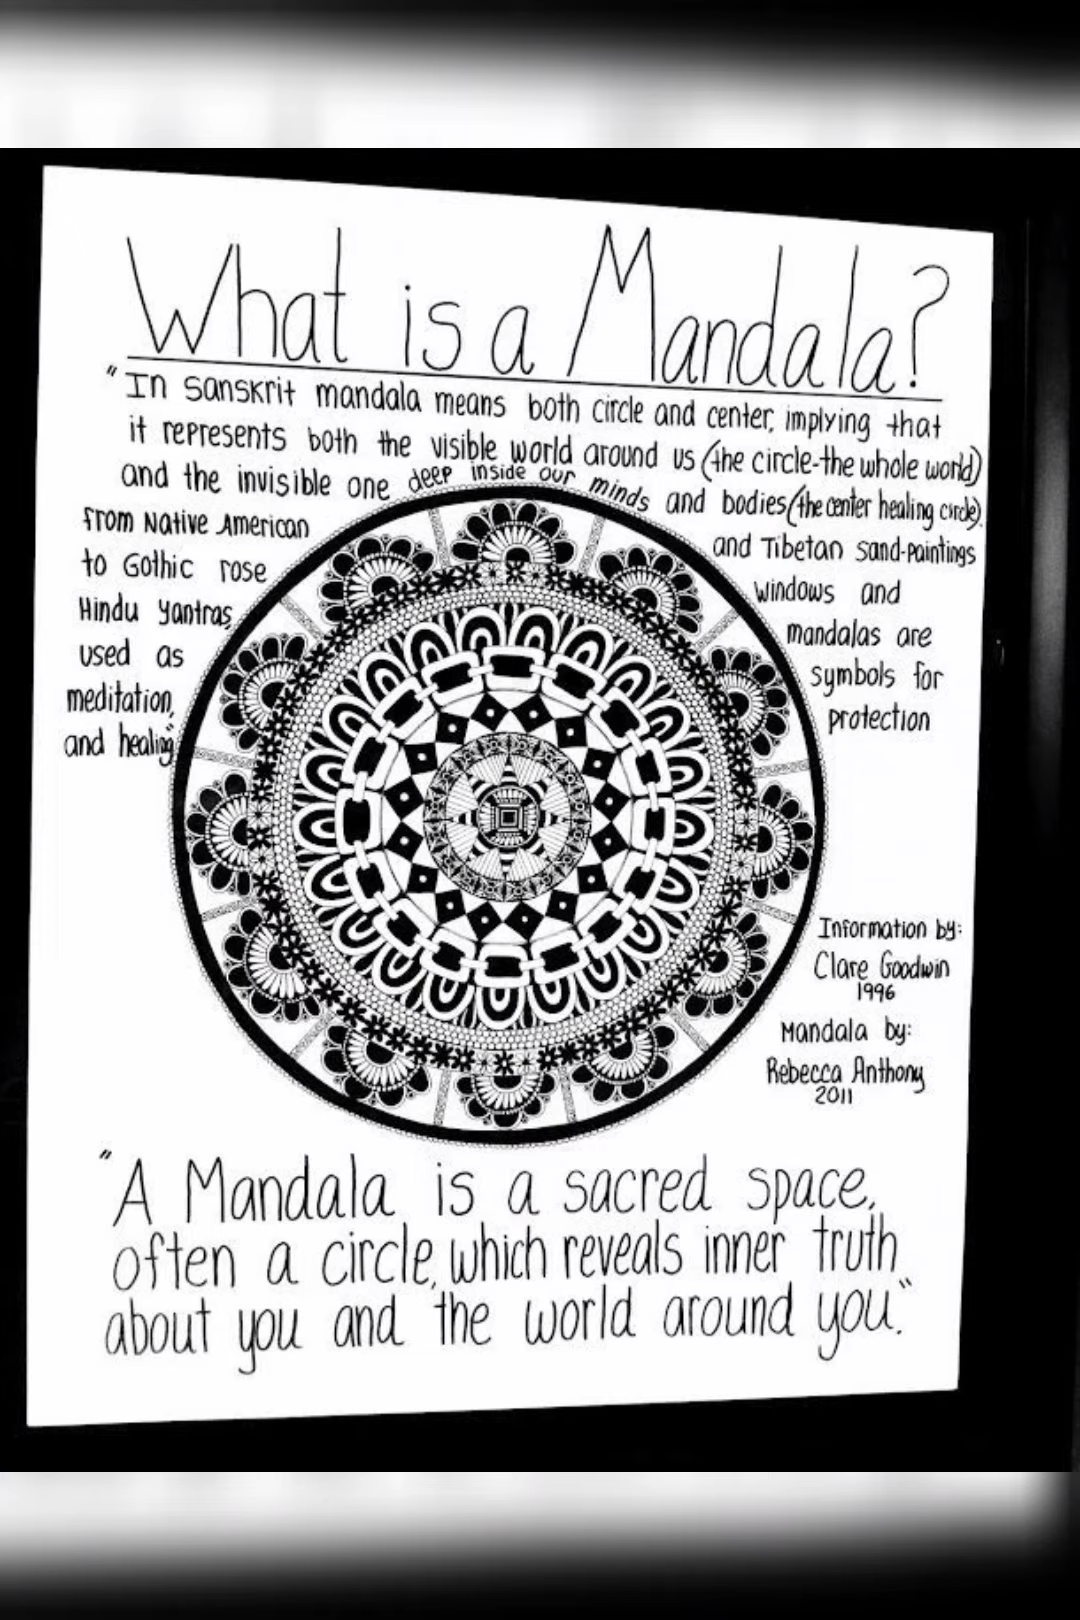 What is a Mandala?
"In Sanskrit mandala means both circle and center, implying that
it represents both the visible world around us (the circle-the whole world)
and the invisible one deep inside our minds and bodies (the center healing circle).
From Native American and Tibetan sand-paintings
to Gothic rose windows and
Hindu yantras, mandalas are
used as symbols for
meditation, protection
and healing"
Information by:
Clare Goodwin
1996
Mandala by:
Rebecca Anthony
2011
"A Mandala is a sacred space,
often a circle, which reveals inner truth
about you and the world around you."